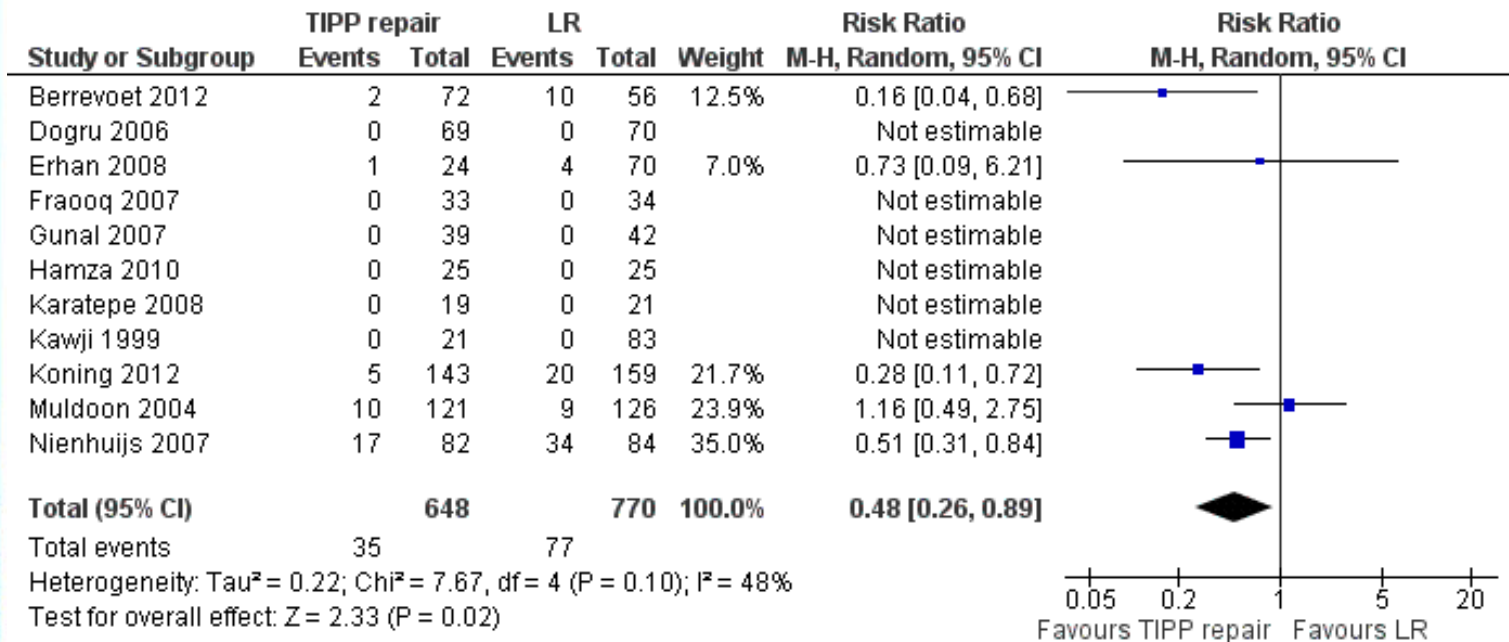 TIPP repair LR Risk Ratio Risk Ratio
Study or Subgroup Events Total Events Total Weight M-H, Random, 95% CI M-H, Random, 95% CI
Berrevoet 2012 2 72 10 56 12.5% 0.16 [0.04, 0.68]
Dogru 2006 0 69 0 70 Not estimable
Erhan 2008 1 24 4 70 7.0% 0.73 [0.09, 6.21]
Fraooq 2007 0 33 0 34 Not estimable
Gunal 2007 0 39 0 42 Not estimable
Hamza 2010 0 25 0 25 Not estimable
Karatepe 2008 0 19 0 21 Not estimable
Kawji 1999 0 21 0 83 Not estimable
Koning 2012 5 143 20 159 21.7% 0.28 [0.11, 0.72]
Muldoon 2004 10 121 9 126 23.9% 1.16 [0.49, 2.75]
Nienhuijs 2007 17 82 34 84 35.0% 0.51 [0.31, 0.84]
Total (95% CI) 648 770 100.0% 0.48 [0.26, 0.89]
Total events 35 77
Heterogeneity: Tau² = 0.22; Chi² = 7.67, df = 4 (P = 0.10); I² = 48%
Test for overall effect: Z = 2.33 (P = 0.02)
0.05 0.2 1 5 20
Favours TIPP repair Favours LR